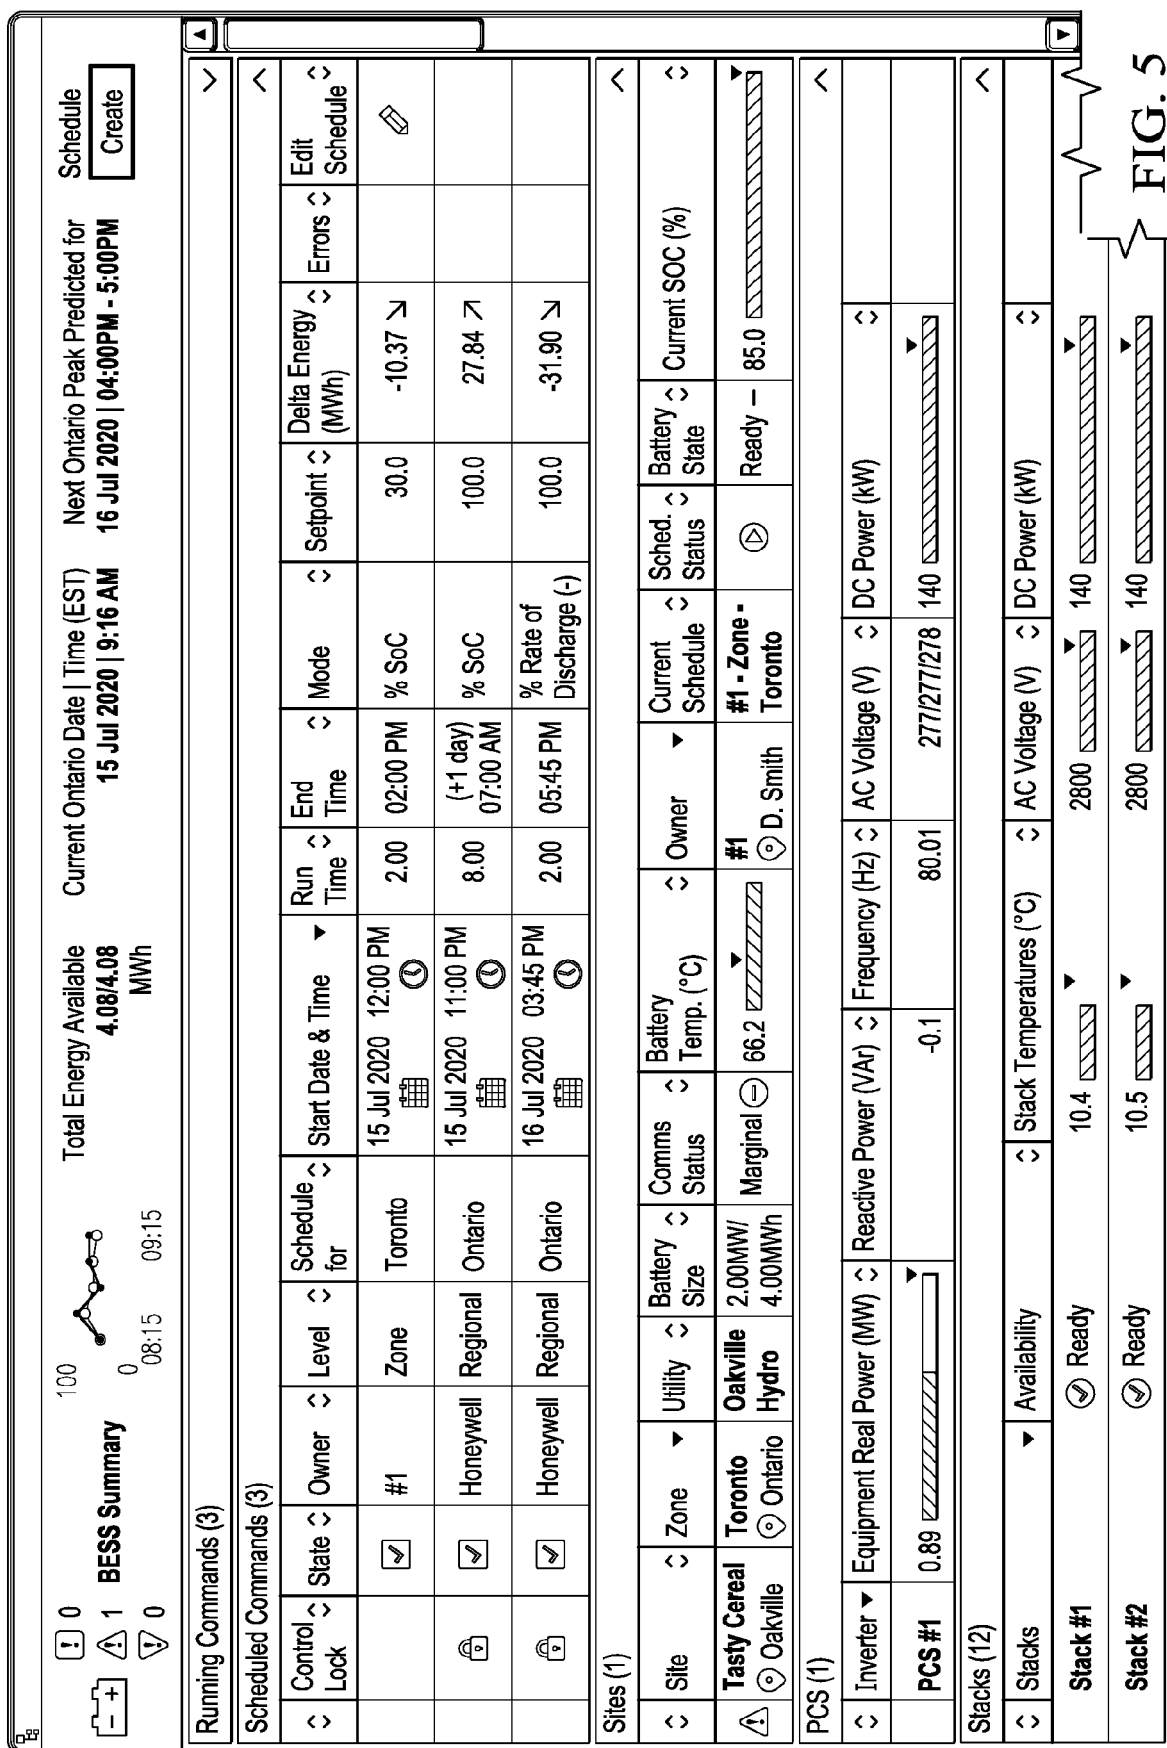 0
1
0
BESS Summary
100
0
08:15 09:15
Total Energy Available
4.08/4.08
MWh
Current Ontario Date | Time (EST)
15 Jul 2020 | 9:16 AM
Next Ontario Peak Predicted for
16 Jul 2020 | 04:00PM - 5:00PM
Schedule
Create
Running Commands (3)
Scheduled Commands (3)
Control Lock State Owner Level Schedule for Start Date & Time Run Time End Time Mode Setpoint Delta Energy (MWh) Errors Edit Schedule
#1 Zone Toronto 15 Jul 2020 12:00 PM 2.00 02:00 PM % SoC 30.0 -10.37
Honeywell Regional Ontario 15 Jul 2020 11:00 PM 8.00 (+1 day) 07:00 AM % SoC 100.0 27.84
Honeywell Regional Ontario 16 Jul 2020 03:45 PM 2.00 05:45 PM % Rate of Discharge (-) 100.0 -31.90
Sites (1)
Site Zone Utility Battery Size Comms Status Battery Temp. (°C) Owner Current Schedule Sched. Status Battery State Current SOC (%)
Tasty Cereal Toronto Oakville Hydro 2.00MW/ 4.00MWh Marginal 66.2 #1 #1 - Zone - Toronto Ready – 85.0
Oakville Ontario D. Smith
PCS (1)
Inverter Equipment Real Power (MW) Reactive Power (VAr) Frequency (Hz) AC Voltage (V) DC Power (kW)
PCS #1 0.89 -0.1 80.01 277/277/278 140
Stacks (12)
Stacks Availability Stack Temperatures (°C) AC Voltage (V) DC Power (kW)
Stack #1 Ready 10.4 2800 140
Stack #2 Ready 10.5 2800 140
FIG. 5